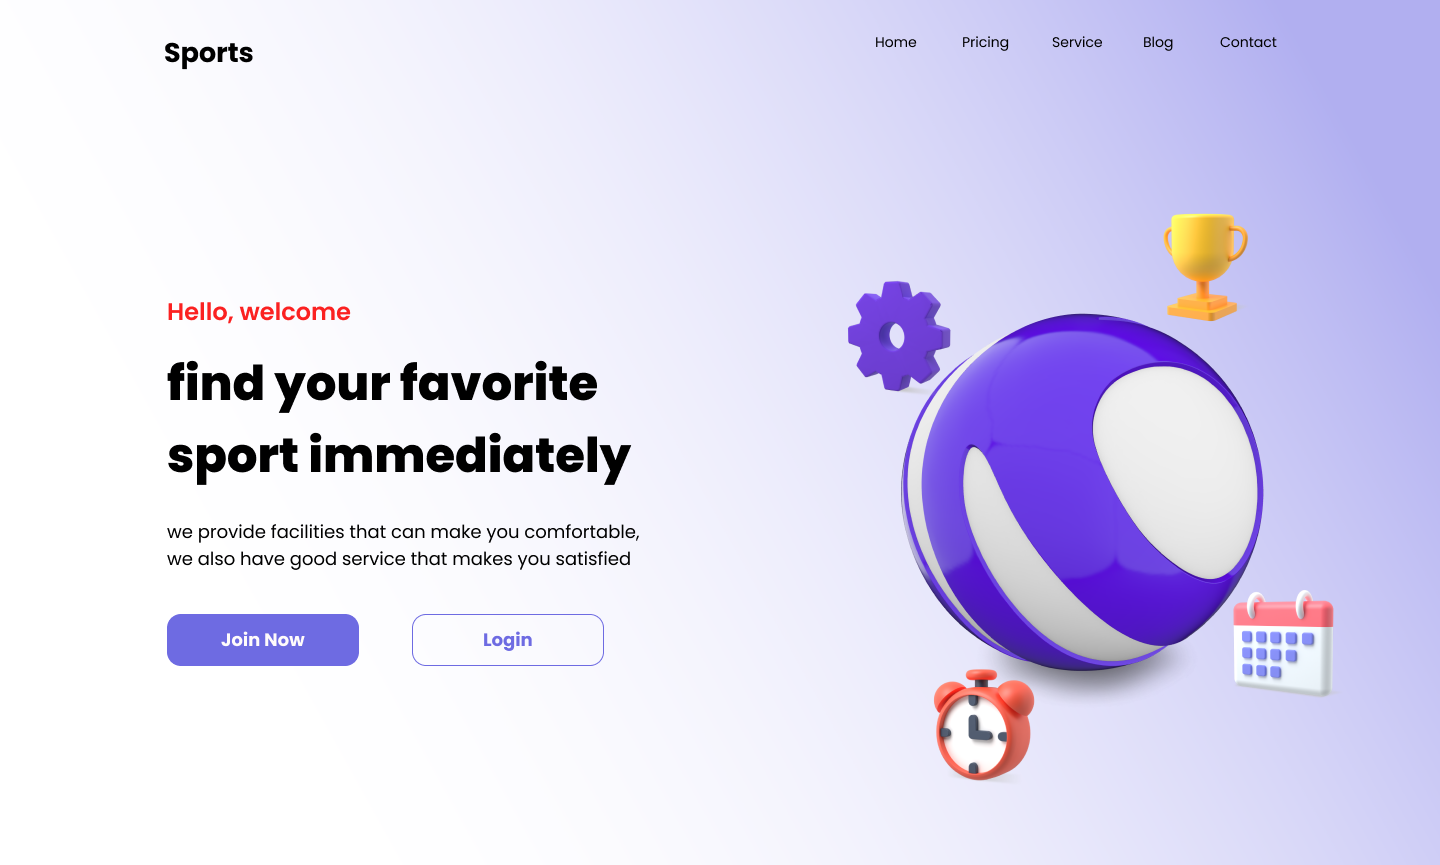 Sports
Home Pricing Service Blog Contact
Hello, welcome
find your favorite
sport immediately
we provide facilities that can make you comfortable,
we also have good service that makes you satisfied
Join Now
Login